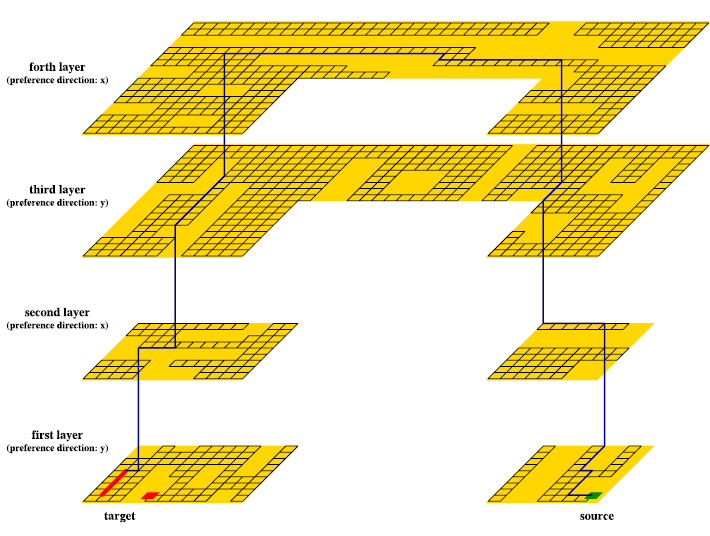 forth layer
(preference direction: x)
third layer
(preference direction: y)
second layer
(preference direction: x)
first layer
(preference direction: y)
target
source